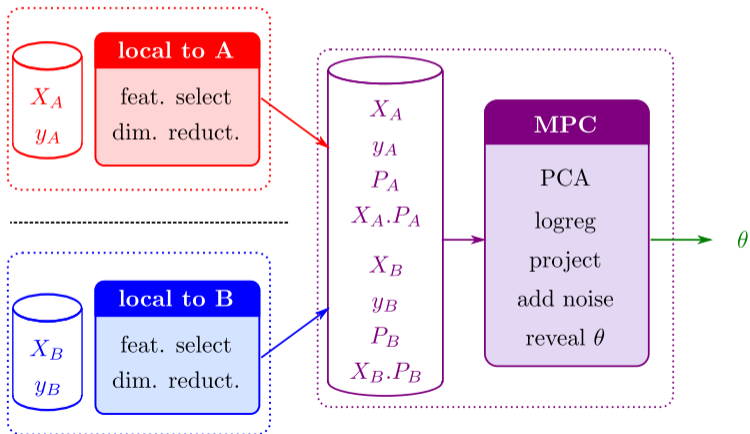 local to A
X_A
y_A
feat. select
dim. reduct.
local to B
X_B
y_B
feat. select
dim. reduct.
X_A
y_A
P_A
X_A.P_A
X_B
y_B
P_B
X_B.P_B
MPC
PCA
logreg
project
add noise
reveal θ
θ